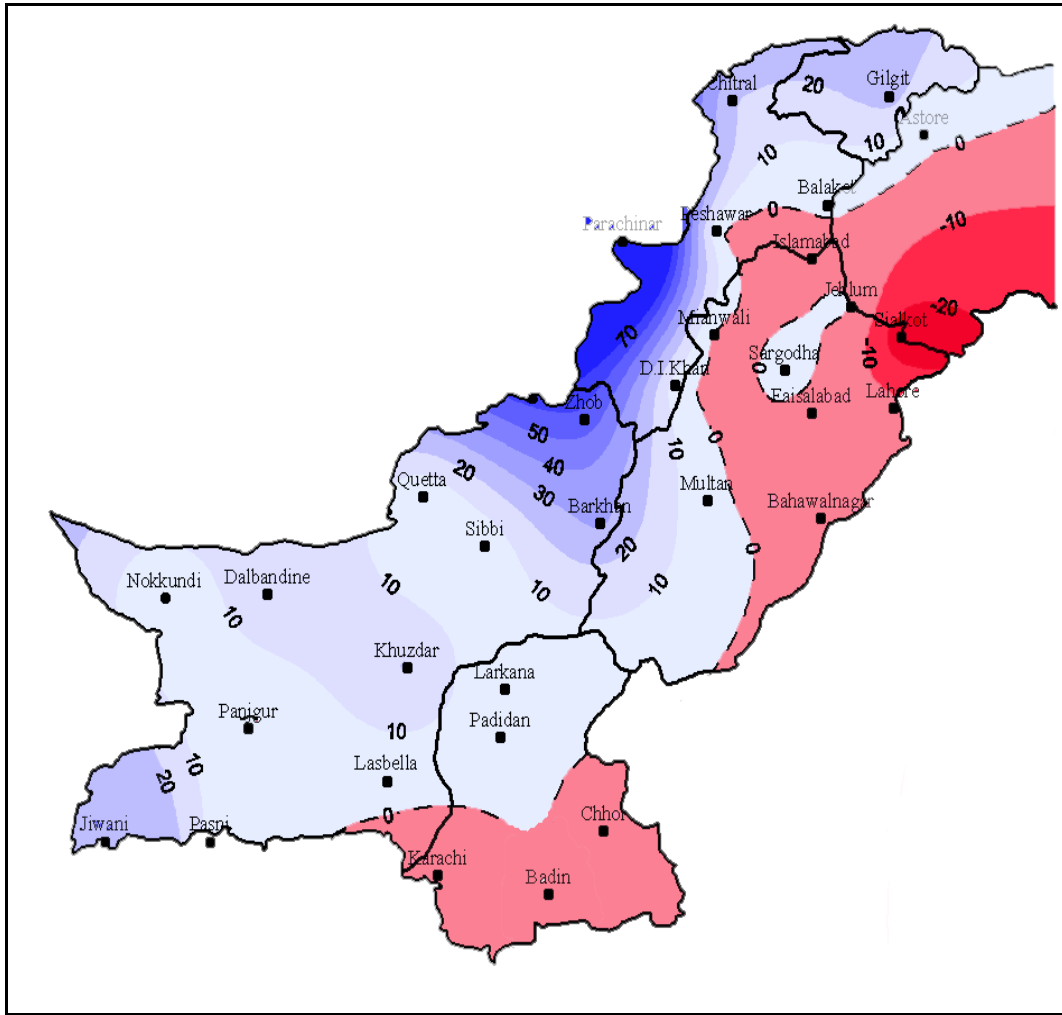 Chitral
20
Gilgit
Astore
10
0
10
Balakot
0
Peshawar
Parachinar
-10
Islamabad
Jehlum
-20
Mianwali
Sialkot
70
-10
Sargodha
D.I.Khan
0
Faisalabad
Lahore
Zhob
50
0
10
40
20
Quetta
30
Multan
Barkhan
Bahawalnagar
Sibbi
0
20
10
10
10
Nokkundi
Dalbandine
10
0
Khuzdar
Larkana
Panjgur
10
Padidan
10
20
Lasbella
0
Jiwani
Pasni
Chhor
Karachi
Badin